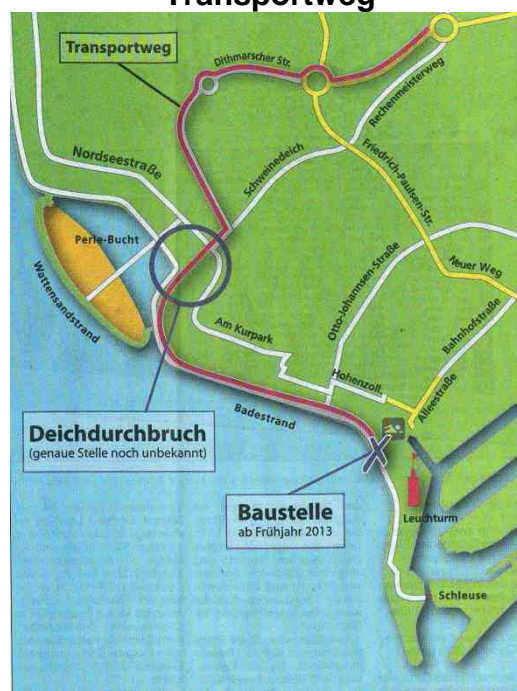 Transportweg
Transportweg
Dithmarscher Str.
Rechenmeisterweg
Nordseestraße
Schweinedeich
Friedrich-Paulsen-Str.
Perle-Bucht
Otto-Johannsen-Straße
Neuer Weg
Wattensandstrand
Bahnhofstraße
Am Kurpark
Hohenzoll.
Alleestraße
Badestrand
Deichdurchbruch
(genaue Stelle noch unbekannt)
Baustelle
ab Frühjahr 2013
Leuchturm
Schleuse